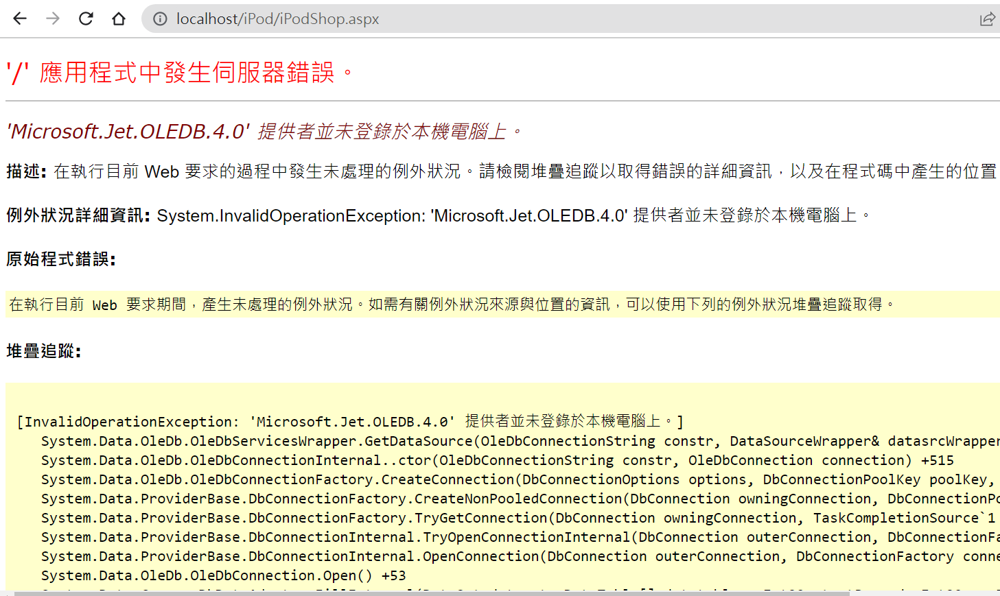 localhost/iPod/iPodShop.aspx
'/' 應用程式中發生伺服器錯誤。
'Microsoft.Jet.OLEDB.4.0' 提供者並未登錄於本機電腦上。
描述: 在執行目前 Web 要求的過程中發生未處理的例外狀況。請檢閱堆疊追蹤以取得錯誤的詳細資訊，以及在程式碼中產生的位置
例外狀況詳細資訊: System.InvalidOperationException: 'Microsoft.Jet.OLEDB.4.0' 提供者並未登錄於本機電腦上。
原始程式錯誤:
在執行目前 Web 要求期間，產生未處理的例外狀況。如需有關例外狀況來源與位置的資訊，可以使用下列的例外狀況堆疊追蹤取得。
堆疊追蹤:
[InvalidOperationException: 'Microsoft.Jet.OLEDB.4.0' 提供者並未登錄於本機電腦上。]
System.Data.OleDb.OleDbServicesWrapper.GetDataSource(OleDbConnectionString constr, DataSourceWrapper& datasrcWrapper
System.Data.OleDb.OleDbConnectionInternal..ctor(OleDbConnectionString constr, OleDbConnection connection) +515
System.Data.OleDb.OleDbConnectionFactory.CreateConnection(DbConnectionOptions options, DbConnectionPoolKey poolKey,
System.Data.ProviderBase.DbConnectionFactory.CreateNonPooledConnection(DbConnection owningConnection, DbConnectionPo
System.Data.ProviderBase.DbConnectionFactory.TryGetConnection(DbConnection owningConnection, TaskCompletionSource`1
System.Data.ProviderBase.DbConnectionInternal.TryOpenConnectionInternal(DbConnection outerConnection, DbConnectionFa
System.Data.ProviderBase.DbConnectionInternal.OpenConnection(DbConnection outerConnection, DbConnectionFactory conne
System.Data.OleDb.OleDbConnection.Open() +53